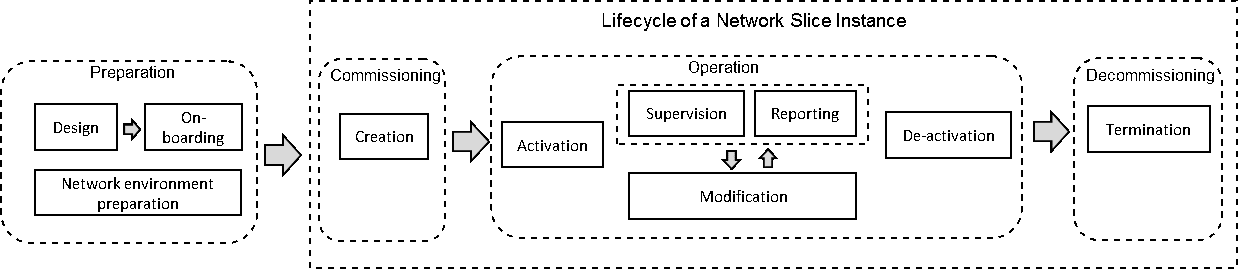 Lifecycle of a Network Slice Instance
Preparation
Design
On-
boarding
Network environment
preparation
Commissioning
Creation
Operation
Activation
Supervision
Reporting
Modification
De-activation
Decommissioning
Termination